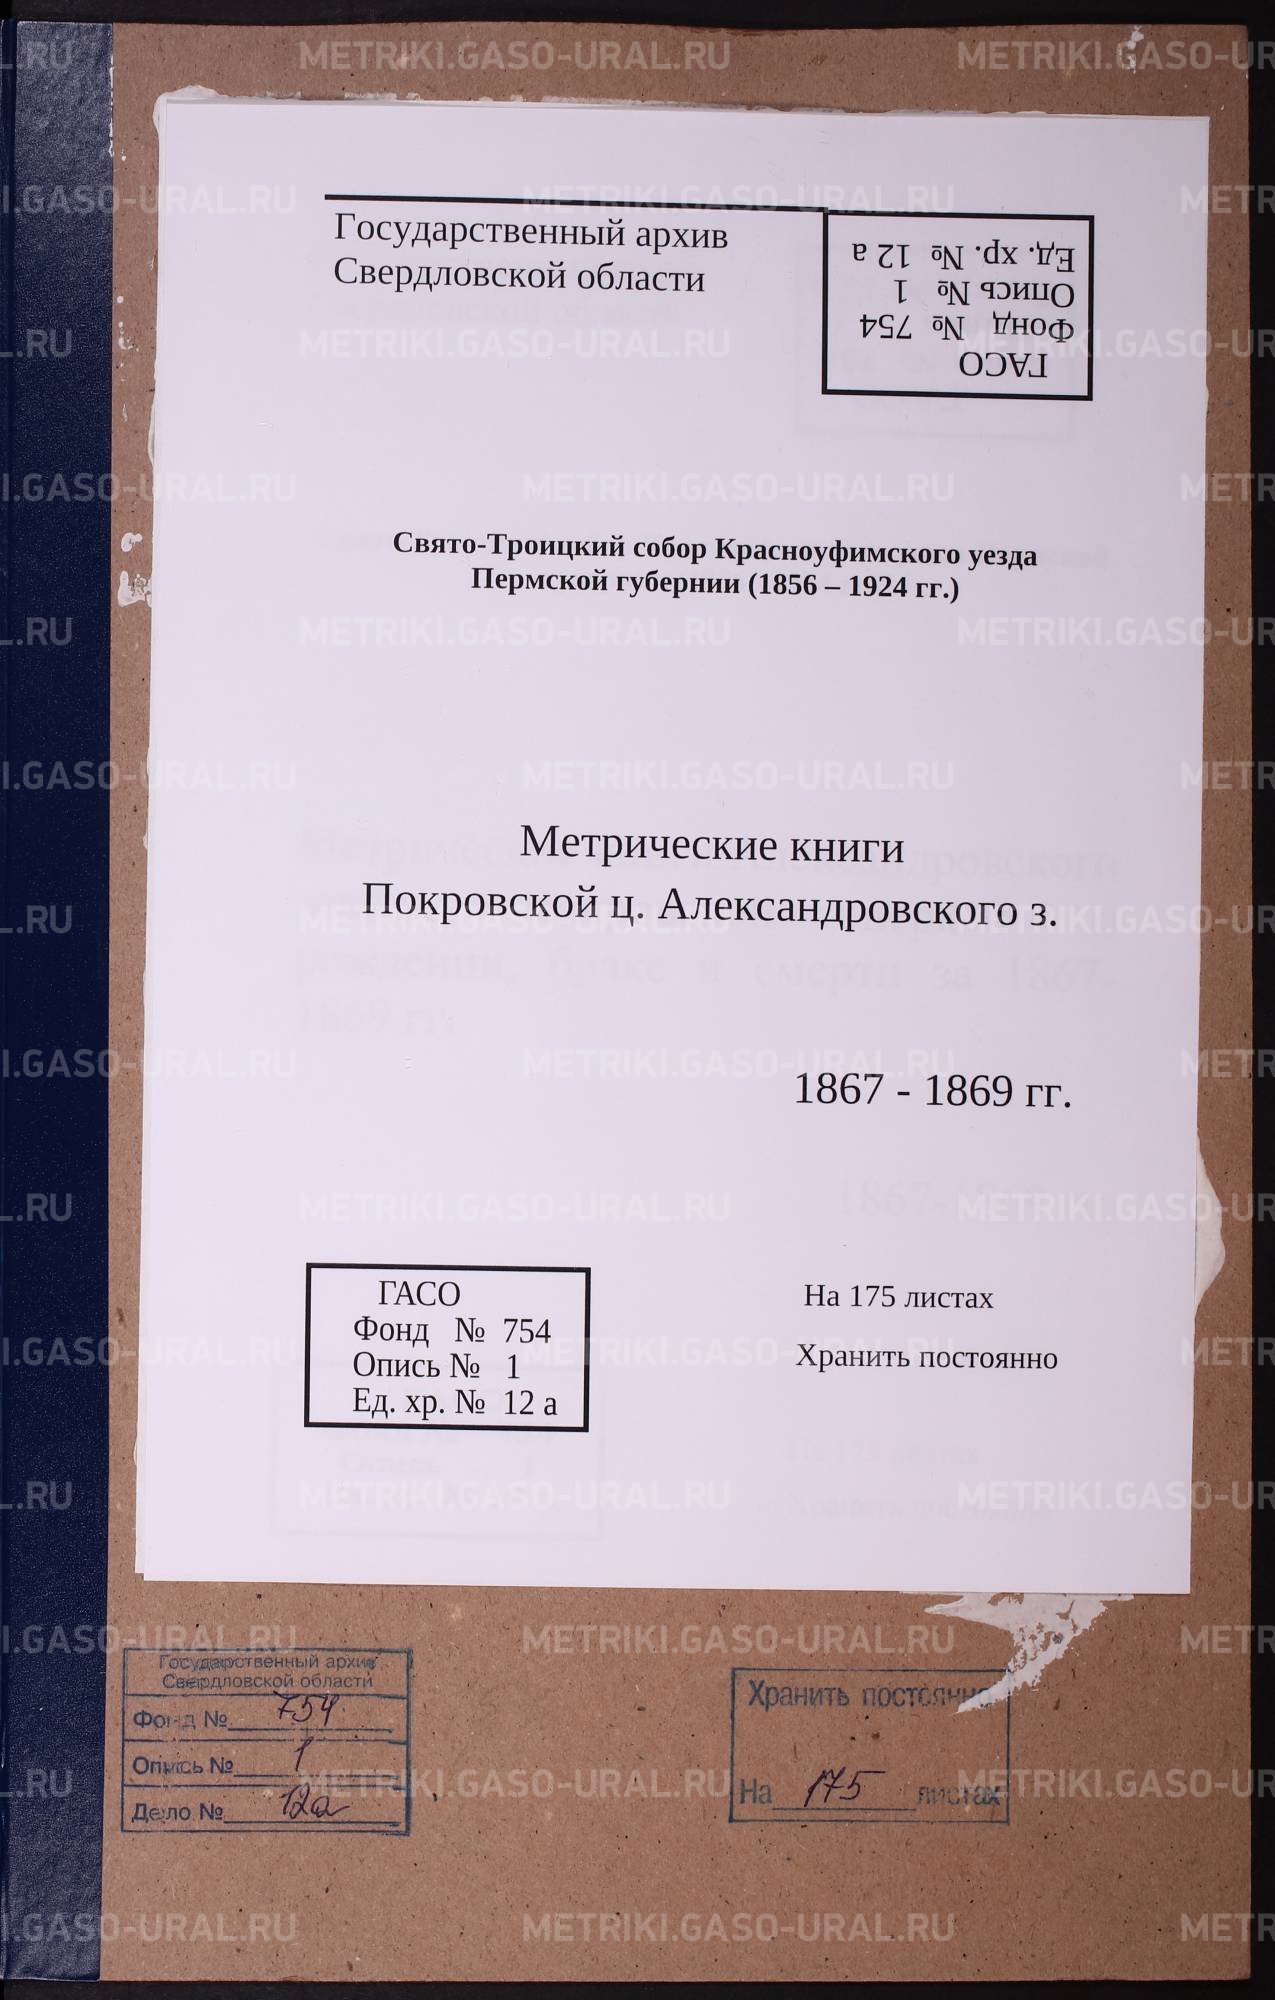 Государственный архив
Свердловской области
ГАСО
Фонд № 754
Опись № 1
Ед. хр. № 12 а
Свято-Троицкий собор Красноуфимского уезда
Пермской губернии (1856 – 1924 гг.)
Метрические книги
Покровской ц. Александровского з.
1867 - 1869 гг.
ГАСО
Фонд № 754
Опись № 1
Ед. хр. № 12 а
На 175 листах
Хранить постоянно
Государственный архив
Свердловской области
Фонд № 754
Опись № 1
Дело № 12а
Хранить постоянно
На 175 листах
METRIKI.GASO-URAL.RU